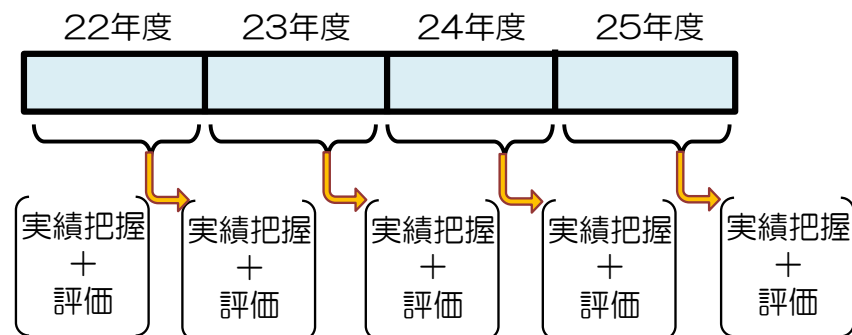 22年度 23年度 24年度 25年度
実績把握 実績把握 実績把握 実績把握 実績把握
+ + + + +
評価 評価 評価 評価 評価